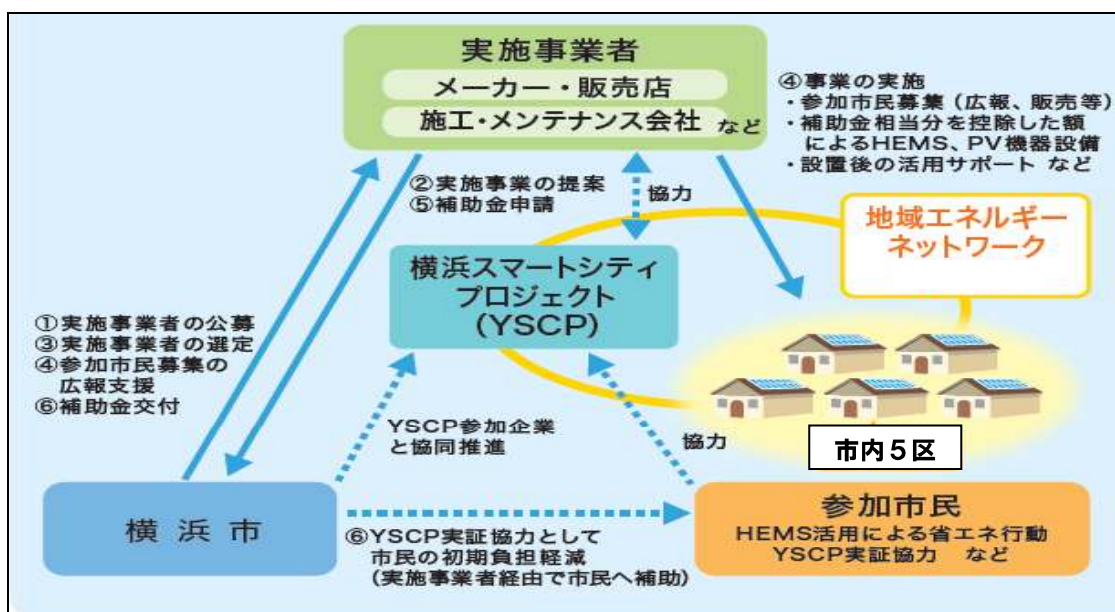 実施事業者
メーカー・販売店
施工・メンテナンス会社 など
④事業の実施
・参加市民募集(広報、販売等)
・補助金相当分を控除した額
によるHEMS、PV機器設備
・設置後の活用サポート など
②実施事業の提案
⑤補助金申請
協力
地域エネルギー
ネットワーク
横浜スマートシティ
プロジェクト
(YSCP)
①実施事業者の公募
③実施事業者の選定
④参加市民募集の
広報支援
⑥補助金交付
YSCP参加企業
と協同推進
協力
市内5区
横浜市
⑥YSCP実証協力として
市民の初期負担軽減
(実施事業者経由で市民へ補助)
参加市民
HEMS活用による省エネ行動
YSCP実証協力 など